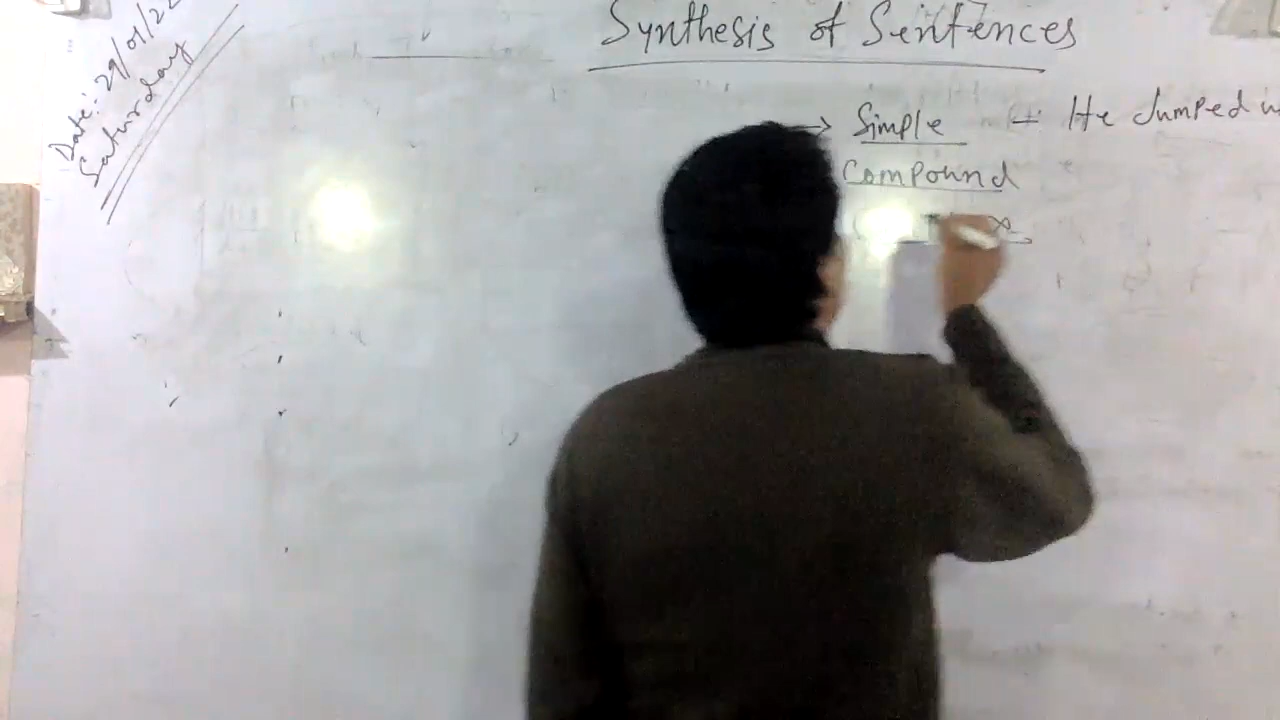 Synthesis of Sentences
Date:- 29/01/22
Saturday
→ Simple - He Jumped
Compound